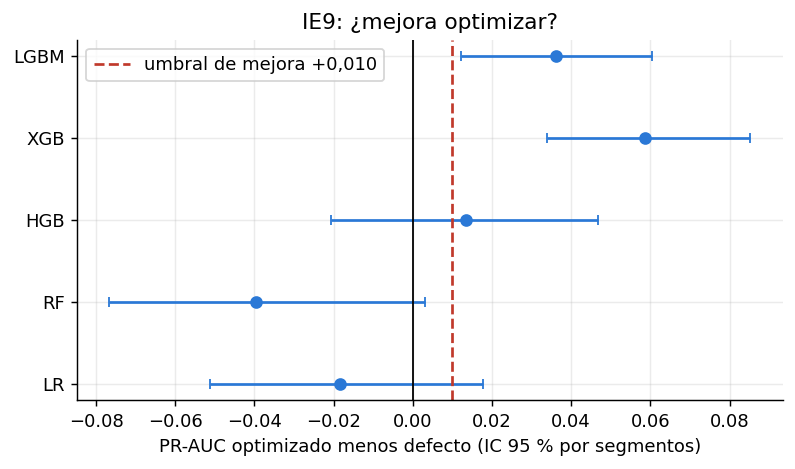 IE9: ¿mejora optimizar?
umbral de mejora +0,010
LGBM
XGB
HGB
RF
LR
−0.08 −0.06 −0.04 −0.02 0.00 0.02 0.04 0.06 0.08
PR-AUC optimizado menos defecto (IC 95 % por segmentos)